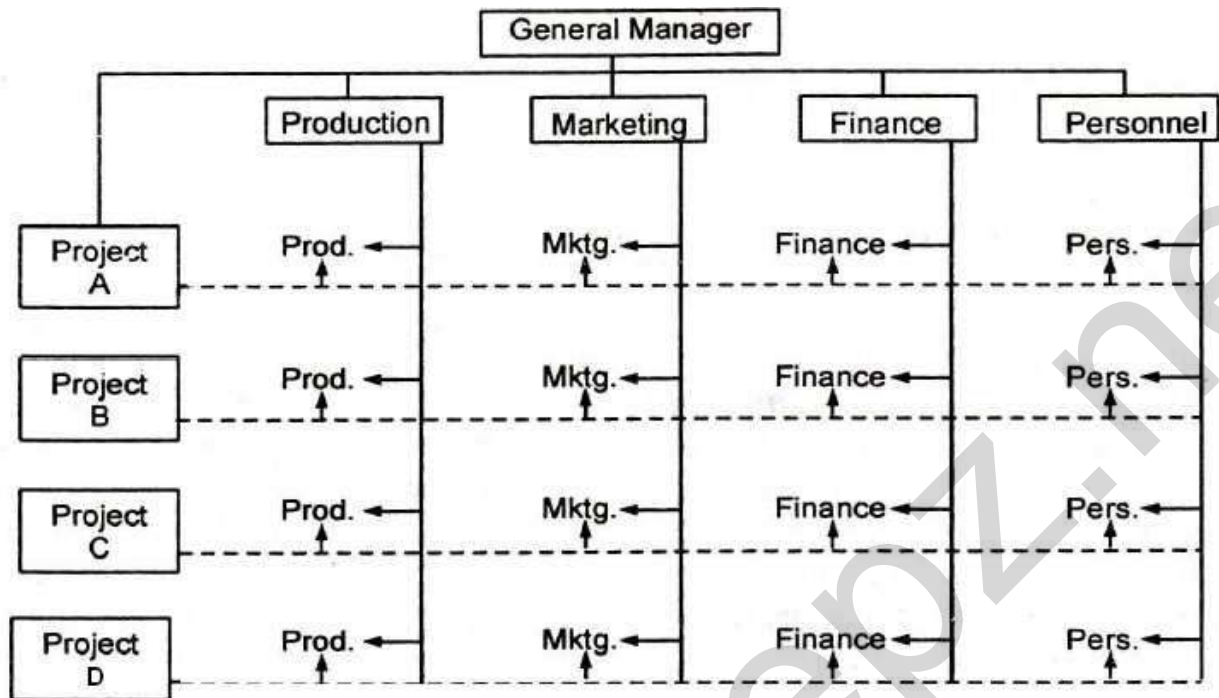 General Manager
Production Marketing Finance Personnel
Project
A
Prod. Mktg. Finance Pers.
Project
B
Prod. Mktg. Finance Pers.
Project
C
Prod. Mktg. Finance Pers.
Project
D
Prod. Mktg. Finance Pers.